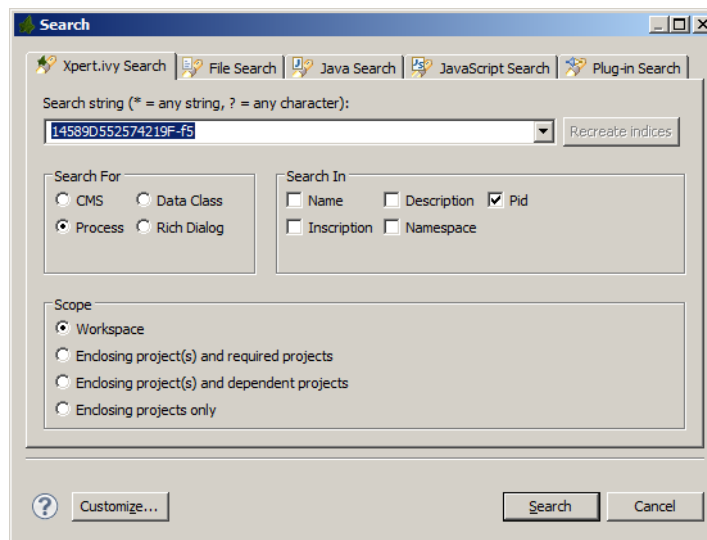 Search
Xpert.ivy Search File Search Java Search JavaScript Search Plug-in Search
Search string (* = any string, ? = any character):
14589D552574219F-f5 Recreate indices
Search For Search In
CMS Data Class Name Description Pid
Process Rich Dialog Inscription Namespace
Scope
Workspace
Enclosing project(s) and required projects
Enclosing project(s) and dependent projects
Enclosing projects only
? Customize... Search Cancel